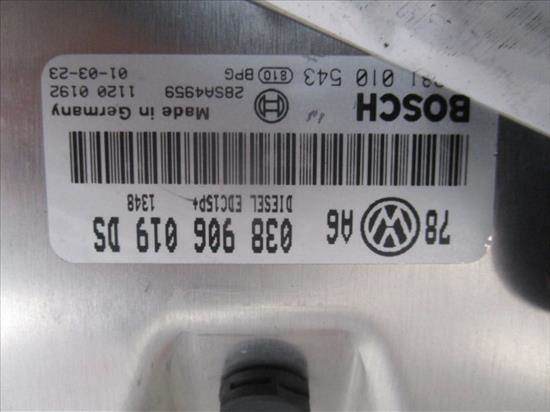 78 A6
038 906 019 DS
DIESEL EDC15P+
1348
BOSCH
Made in Germany
010 543 810 BPG
28SA4959
1120 0192
01-03-23